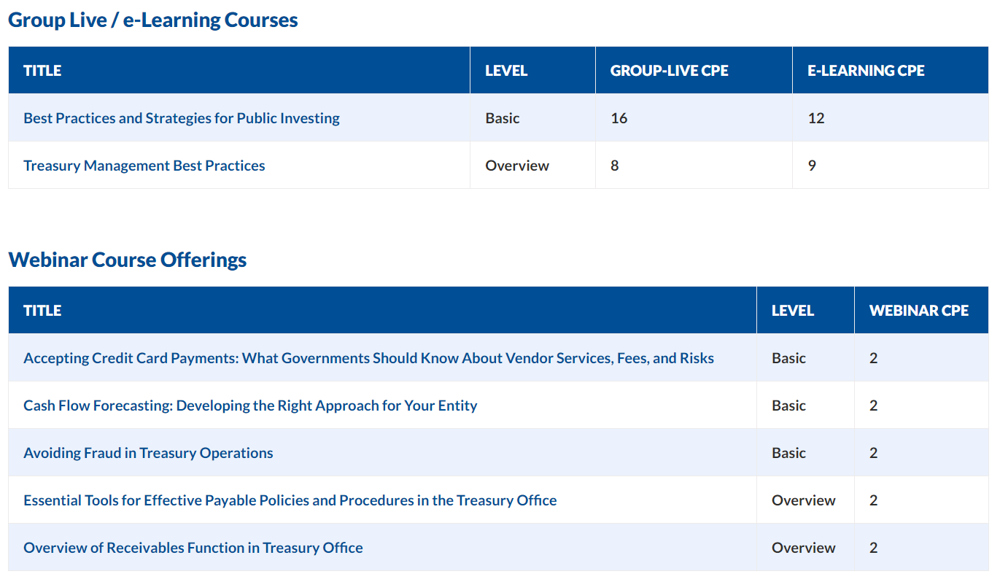 Group Live / e-Learning Courses
TITLE LEVEL GROUP-LIVE CPE E-LEARNING CPE
Best Practices and Strategies for Public Investing Basic 16 12
Treasury Management Best Practices Overview 8 9
Webinar Course Offerings
TITLE LEVEL WEBINAR CPE
Accepting Credit Card Payments: What Governments Should Know About Vendor Services, Fees, and Risks Basic 2
Cash Flow Forecasting: Developing the Right Approach for Your Entity Basic 2
Avoiding Fraud in Treasury Operations Basic 2
Essential Tools for Effective Payable Policies and Procedures in the Treasury Office Overview 2
Overview of Receivables Function in Treasury Office Overview 2